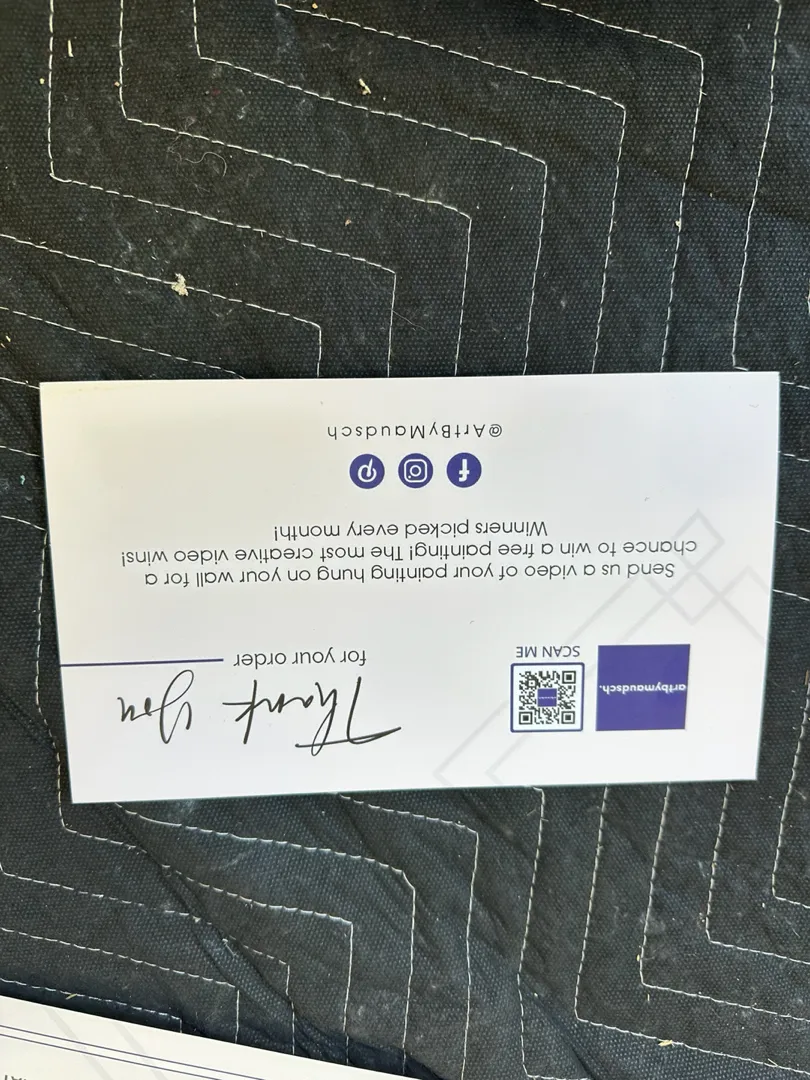 artbymaudsch.
SCAN ME
Thank you
for your order
Send us a video of your painting hung on your wall for a
chance to win a free painting! The most creative video wins!
Winners picked every month!
@ArtByMaudsch